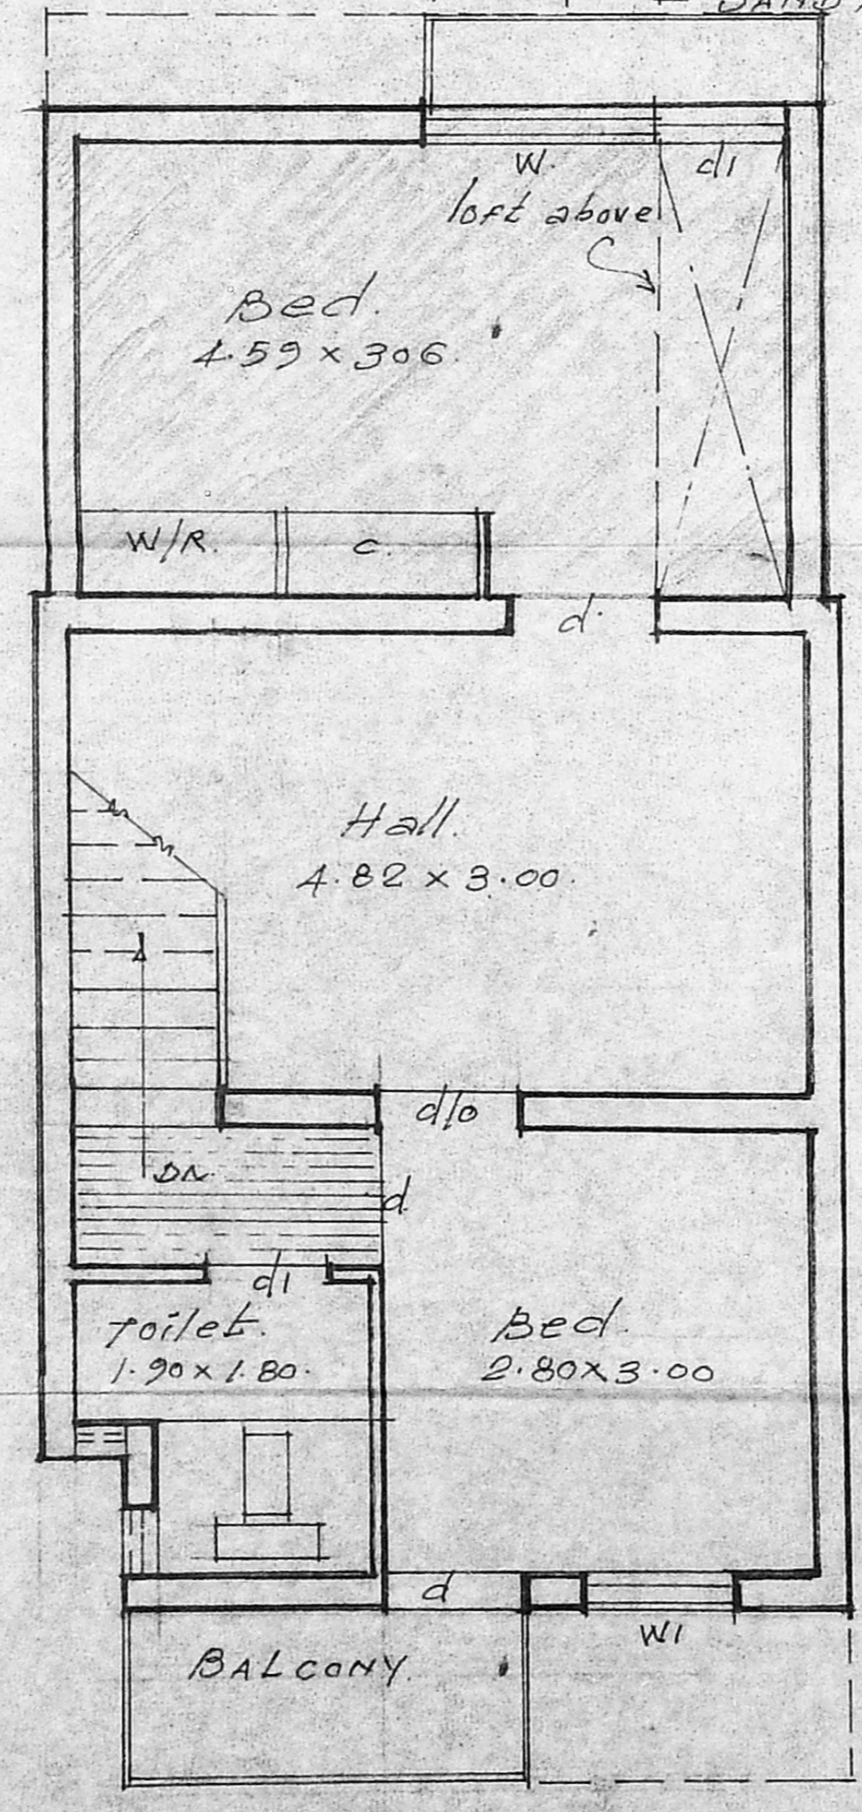 W.
d1
loft above
Bed.
4.59 × 306.
W/R.
c.
d.
Hall.
4.82 × 3.00.
d/o
DN
d
d1
Toilet.
1.90 × 1.80.
Bed.
2.80 × 3.00
d
W1
BALCONY.